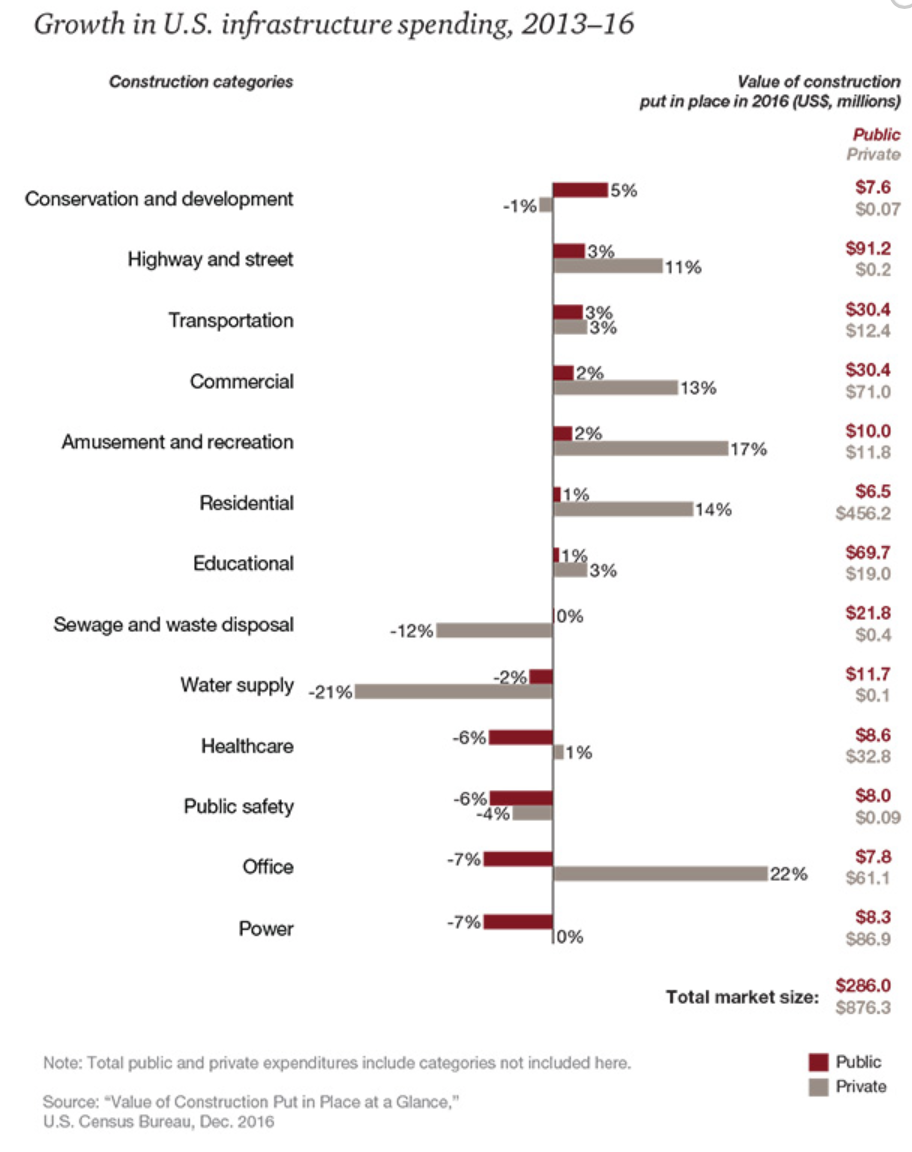 Growth in U.S. infrastructure spending, 2013–16
Construction categories
Value of construction
put in place in 2016 (US$, millions)
Public
Private
Conservation and development
5%
-1%
$7.6
$0.07
Highway and street
3%
11%
$91.2
$0.2
Transportation
3%
3%
$30.4
$12.4
Commercial
2%
13%
$30.4
$71.0
Amusement and recreation
2%
17%
$10.0
$11.8
Residential
1%
14%
$6.5
$456.2
Educational
1%
3%
$69.7
$19.0
Sewage and waste disposal
0%
-12%
$21.8
$0.4
Water supply
-2%
-21%
$11.7
$0.1
Healthcare
-6%
1%
$8.6
$32.8
Public safety
-6%
-4%
$8.0
$0.09
Office
-7%
22%
$7.8
$61.1
Power
-7%
0%
$8.3
$86.9
Total market size:
$286.0
$876.3
Note: Total public and private expenditures include categories not included here.
Public
Private
Source: “Value of Construction Put in Place at a Glance,”
U.S. Census Bureau, Dec. 2016